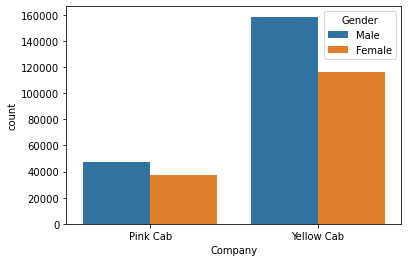 160000
140000
120000
100000
80000
60000
40000
20000
0
count
Gender
Male
Female
Pink Cab
Yellow Cab
Company